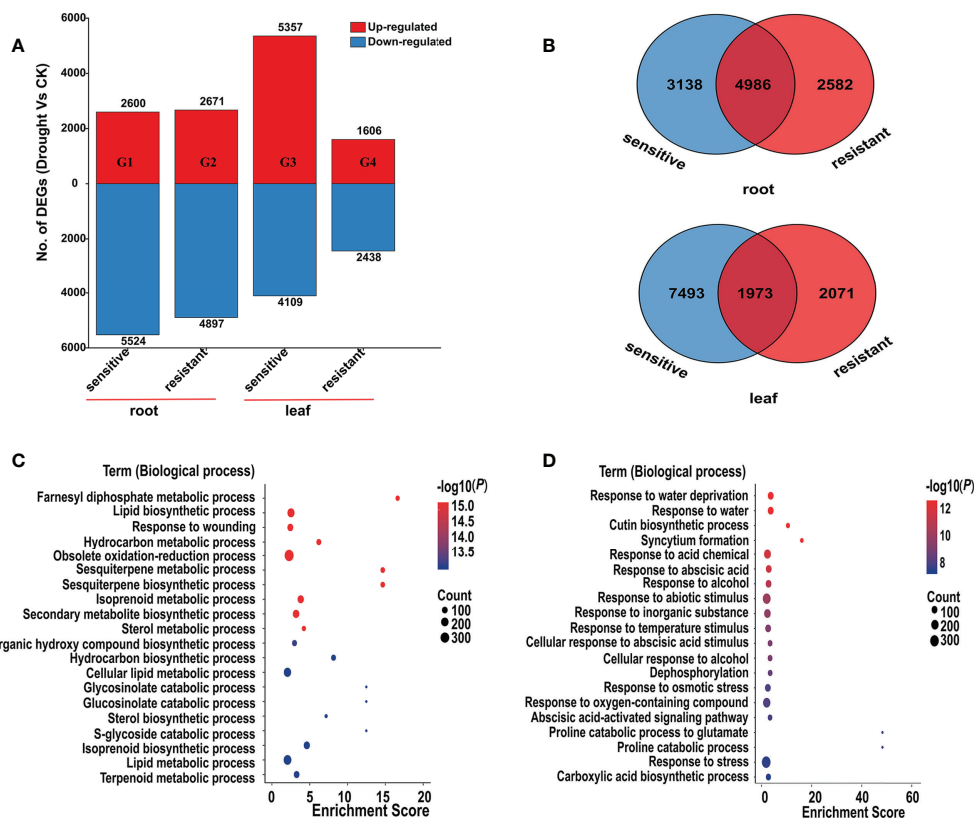 A
No. of DEGs (Drought Vs CK)
6000
4000
2000
0
2000
4000
6000
Up-regulated
Down-regulated
2600
2671
5357
1606
G1
G2
G3
G4
5524
4897
4109
2438
sensitive
resistant
sensitive
resistant
root
leaf
B
3138
4986
2582
sensitive
resistant
root
7493
1973
2071
sensitive
resistant
leaf
C
Term (Biological process)
Farnesyl diphosphate metabolic process
Lipid biosynthetic process
Response to wounding
Hydrocarbon metabolic process
Obsolete oxidation-reduction process
Sesquiterpene metabolic process
Sesquiterpene biosynthetic process
Isoprenoid metabolic process
Secondary metabolite biosynthetic process
Sterol metabolic process
rganic hydroxy compound biosynthetic process
Hydrocarbon biosynthetic process
Cellular lipid metabolic process
Glycosinolate catabolic process
Glucosinolate catabolic process
Sterol biosynthetic process
S-glycoside catabolic process
Isoprenoid biosynthetic process
Lipid metabolic process
Terpenoid metabolic process
0
5
10
15
20
Enrichment Score
-log10(P)
15.0
14.5
14.0
13.5
Count
100
200
300
D
Term (Biological process)
Response to water deprivation
Response to water
Cutin biosynthetic process
Syncytium formation
Response to acid chemical
Response to abscisic acid
Response to alcohol
Response to abiotic stimulus
Response to inorganic substance
Response to temperature stimulus
Cellular response to abscisic acid stimulus
Cellular response to alcohol
Dephosphorylation
Response to osmotic stress
Response to oxygen-containing compound
Abscisic acid-activated signaling pathway
Proline catabolic process to glutamate
Proline catabolic process
Response to stress
Carboxylic acid biosynthetic process
0
20
40
60
Enrichment Score
-log10(P)
12
10
8
Count
100
200
300